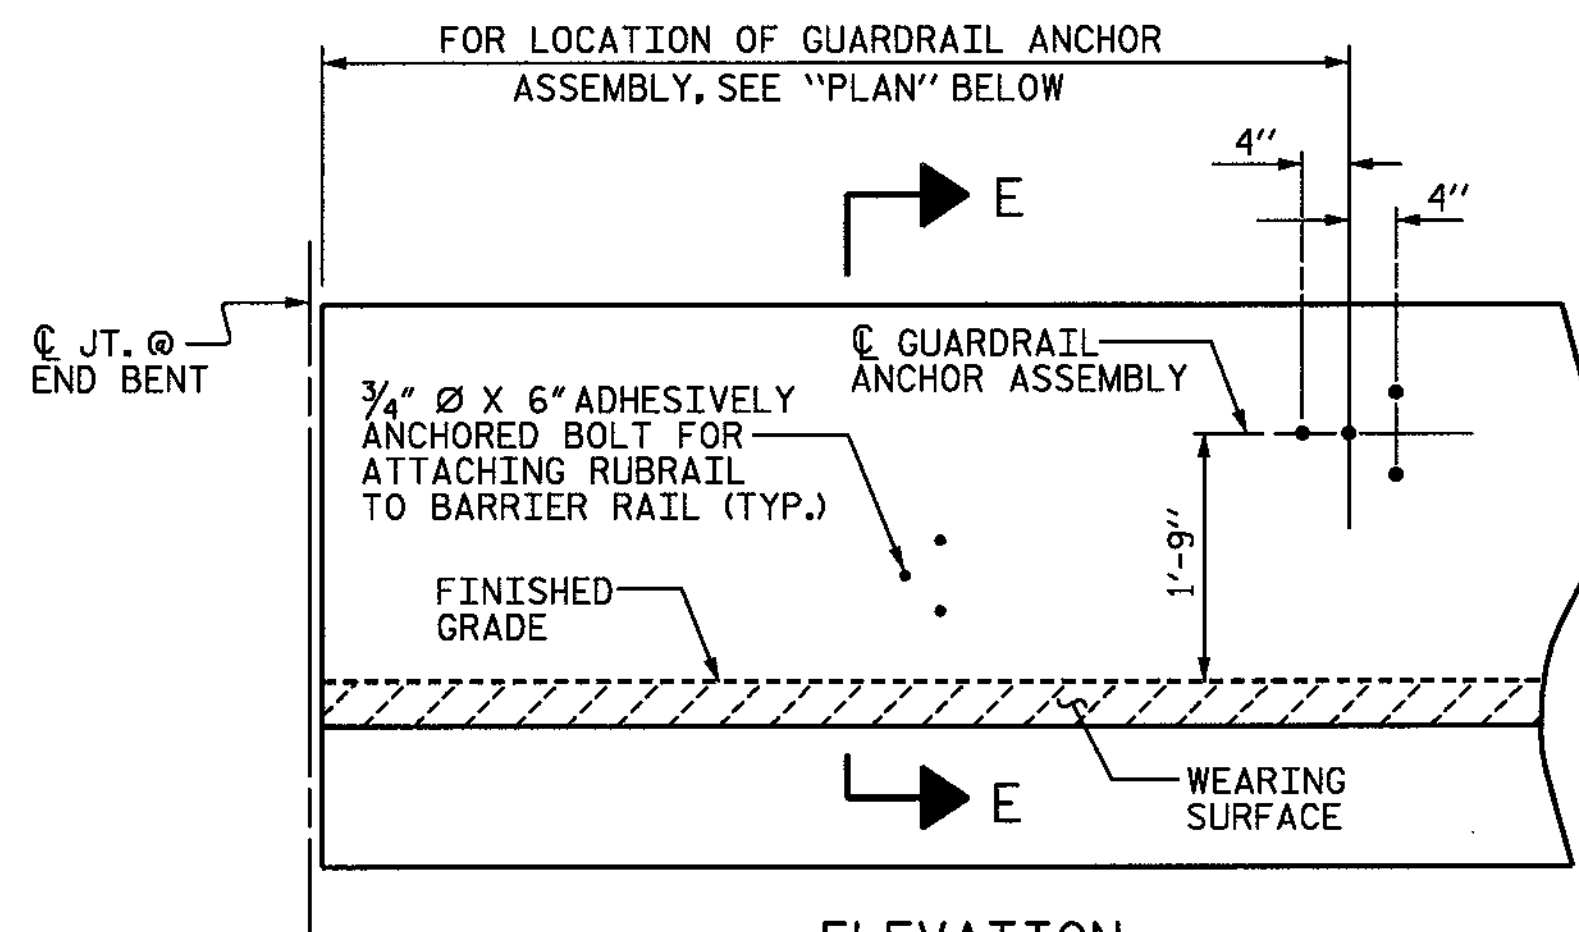 FOR LOCATION OF GUARDRAIL ANCHOR
ASSEMBLY, SEE "PLAN" BELOW
4"
4"
E
℄ JT. @
END BENT
℄ GUARDRAIL
ANCHOR ASSEMBLY
3/4" Ø X 6" ADHESIVELY
ANCHORED BOLT FOR
ATTACHING RUBRAIL
TO BARRIER RAIL (TYP.)
1'-9"
FINISHED
GRADE
WEARING
SURFACE
E
ELEVATION